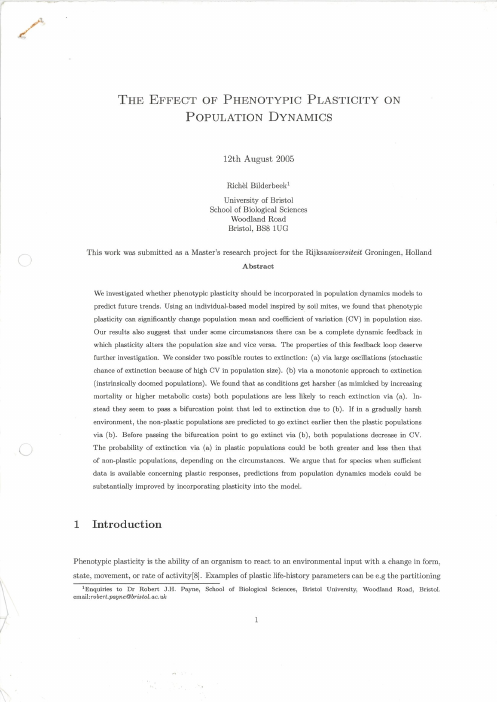 THE EFFECT OF PHENOTYPIC PLASTICITY ON
POPULATION DYNAMICS
12th August 2005
Richèl Bilderbeek1
University of Bristol
School of Biological Sciences
Woodland Road
Bristol, BS8 1UG
This work was submitted as a Master's research project for the Rijksuniversiteit Groningen, Holland
Abstract
We investigated whether phenotypic plasticity should be incorporated in population dynamics models to
predict future trends. Using an individual-based model inspired by soil mites, we found that phenotypic
plasticity can significantly change population mean and coefficient of variation (CV) in population size.
Our results also suggest that under some circumstances there can be a complete dynamic feedback in
which plasticity alters the population size and vice versa. The properties of this feedback loop deserve
further investigation. We consider two possible routes to extinction: (a) via large oscillations (stochastic
chance of extinction because of high CV in population size). (b) via a monotonic approach to extinction
(instrinsically doomed populations). We found that as conditions get harsher (as mimicked by increasing
mortality or higher metabolic costs) both populations are less likely to reach extinction via (a). In-
stead they seem to pass a bifurcation point that led to extinction due to (b). If in a gradually harsh
environment, the non-plastic populations are predicted to go extinct earlier then the plastic populations
via (b). Before passing the bifurcation point to go extinct via (b), both populations decrease in CV.
The probability of extinction via (a) in plastic populations could be both greater and less then that
of non-plastic populations, depending on the circumstances. We argue that for species when sufficient
data is available concerning plastic responses, predictions from population dynamics models could be
substantially improved by incorporating plasticity into the model.
1 Introduction
Phenotypic plasticity is the ability of an organism to react to an environmental input with a change in form,
state, movement, or rate of activity[8]. Examples of plastic life-history parameters can be e.g the partitioning
1Enquiries to Dr Robert J.H. Payne, School of Biological Sciences, Bristol University, Woodland Road, Bristol.
email:robert.payne@bristol.ac.uk
1